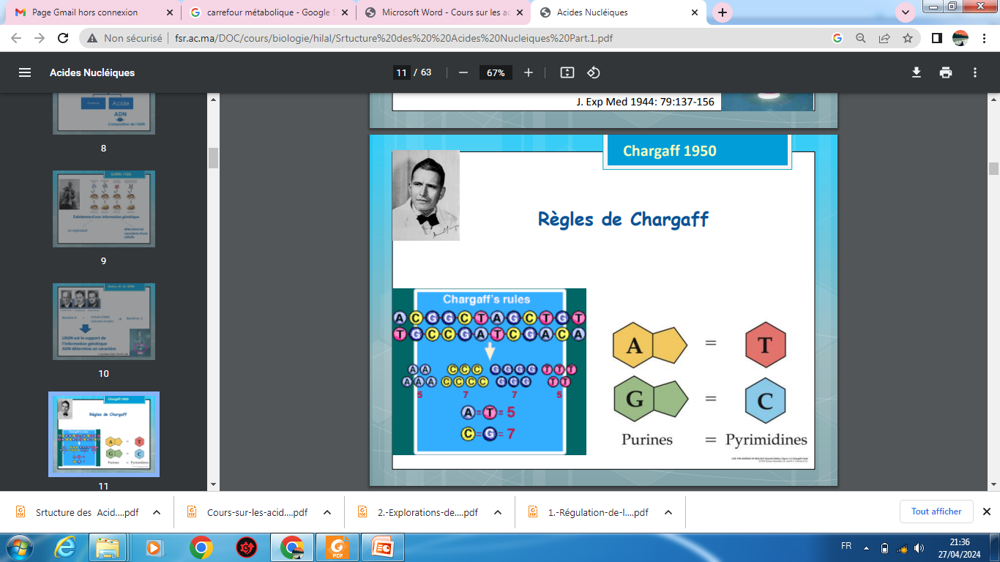 Page Gmail hors connexion
carrefour métabolique - Google S
Microsoft Word - Cours sur les ac
Acides Nucléiques
Non sécurisé
fsr.ac.ma/DOC/cours/biologie/hilal/Srtucture%20des%20%20Acides%20Nucleiques%20Part.1.pdf
Acides Nucléiques
11 / 63
67%
Acide
ADN
Composition de l'ADN
8
Existence d'une information génétique
9
L'ADN est le support de
l'information génétique
ADN détermine un caractère
10
Chargaff 1950
Règles de Chargaff
Chargaff's rules
A = T
G = C
Purines = Pyrimidines
11
J. Exp Med 1944: 79:137-156
Chargaff 1950
Règles de Chargaff
Chargaff's rules
A C G G C T A G C T G T
T G C C G A T C G A C A
A A C C C G G G G T T T
A A A C C C C G G G T T
5 7 7 5
A = T = 5
C = G = 7
A = T
G = C
Purines = Pyrimidines
Srtucture des Acid....pdf
Cours-sur-les-acid....pdf
2.-Explorations-de....pdf
1.-Régulation-de-l....pdf
Tout afficher
PDF
FR
21:36
27/04/2024